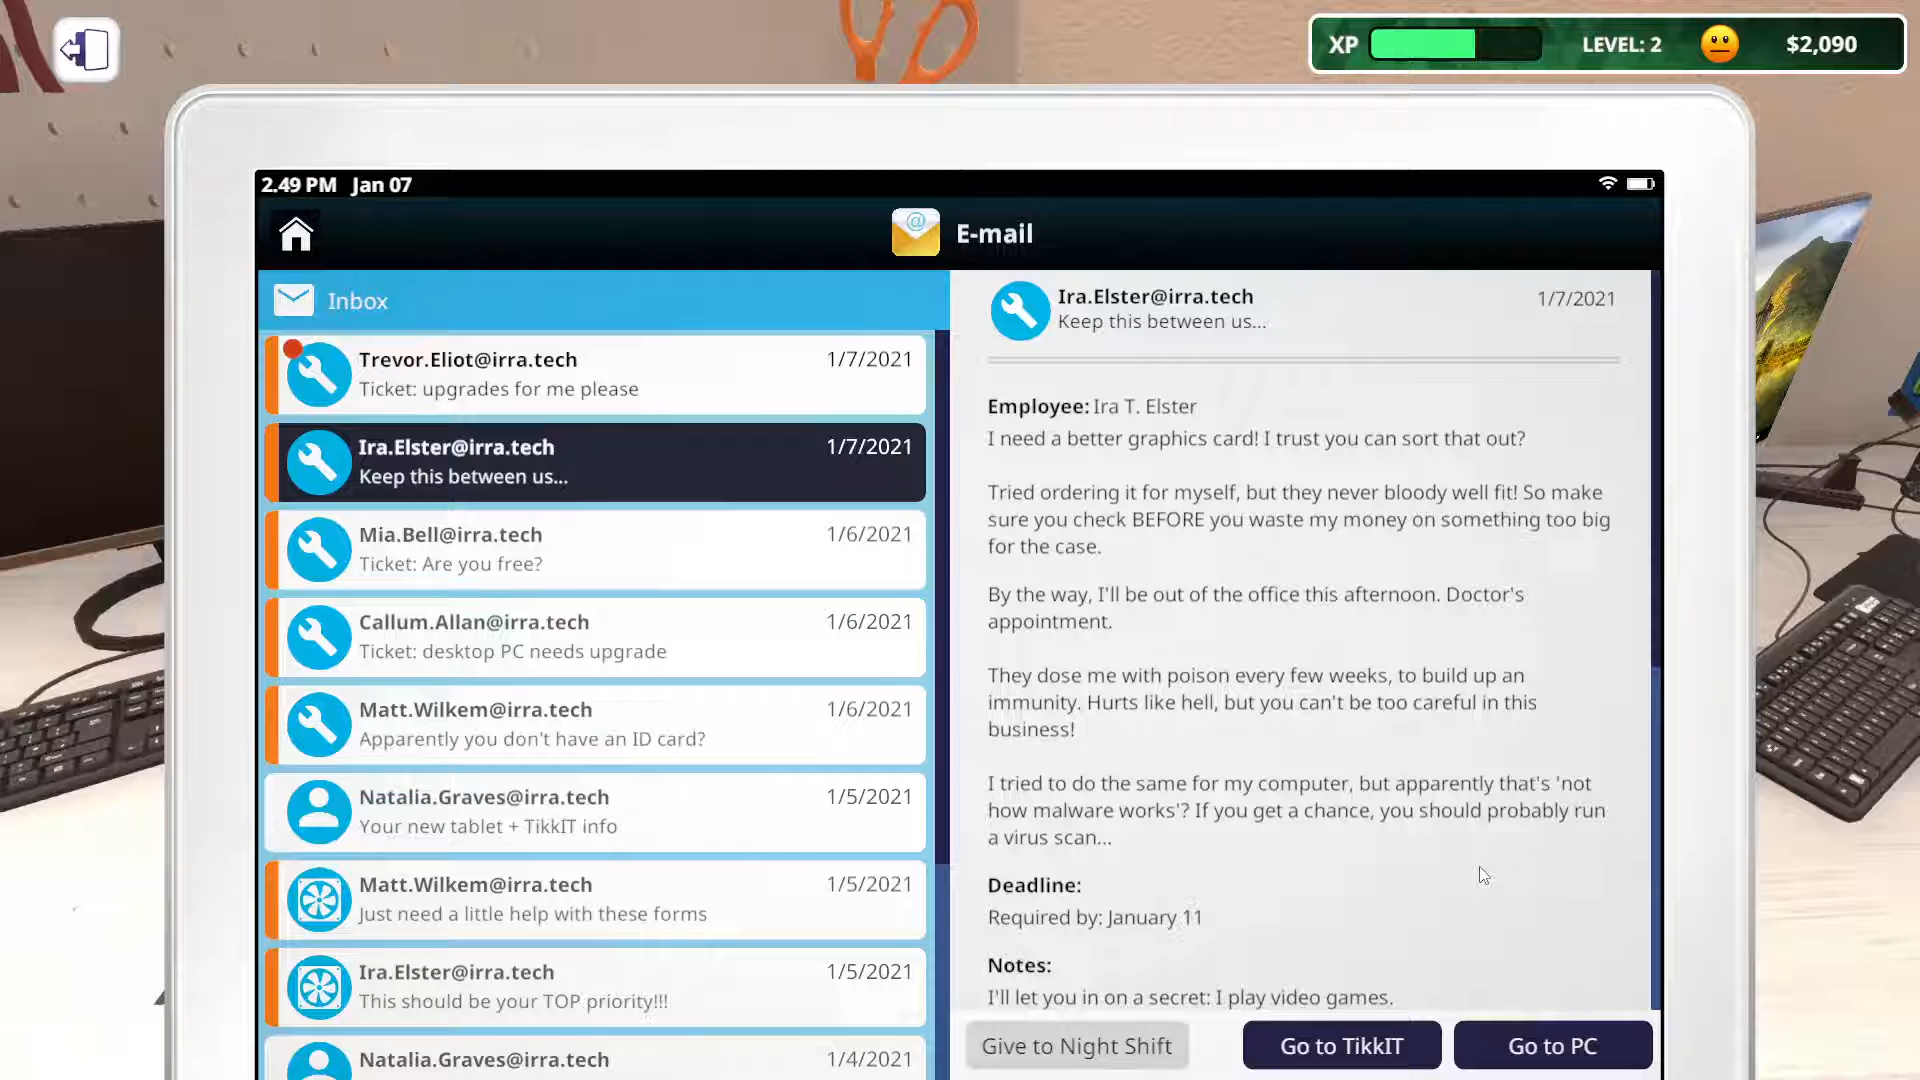 XP
LEVEL: 2
$2,090
2.49 PM Jan 07
E-mail
Inbox
Trevor.Eliot@irra.tech 1/7/2021
Ticket: upgrades for me please
Ira.Elster@irra.tech 1/7/2021
Keep this between us...
Mia.Bell@irra.tech 1/6/2021
Ticket: Are you free?
Callum.Allan@irra.tech 1/6/2021
Ticket: desktop PC needs upgrade
Matt.Wilkem@irra.tech 1/6/2021
Apparently you don't have an ID card?
Natalia.Graves@irra.tech 1/5/2021
Your new tablet + TikkIT info
Matt.Wilkem@irra.tech 1/5/2021
Just need a little help with these forms
Ira.Elster@irra.tech 1/5/2021
This should be your TOP priority!!!
Natalia.Graves@irra.tech 1/4/2021
Ira.Elster@irra.tech 1/7/2021
Keep this between us...
Employee: Ira T. Elster
I need a better graphics card! I trust you can sort that out?
Tried ordering it for myself, but they never bloody well fit! So make
sure you check BEFORE you waste my money on something too big
for the case.
By the way, I'll be out of the office this afternoon. Doctor's
appointment.
They dose me with poison every few weeks, to build up an
immunity. Hurts like hell, but you can't be too careful in this
business!
I tried to do the same for my computer, but apparently that's 'not
how malware works'? If you get a chance, you should probably run
a virus scan...
Deadline:
Required by: January 11
Notes:
I'll let you in on a secret: I play video games.
Give to Night Shift
Go to TikkIT
Go to PC